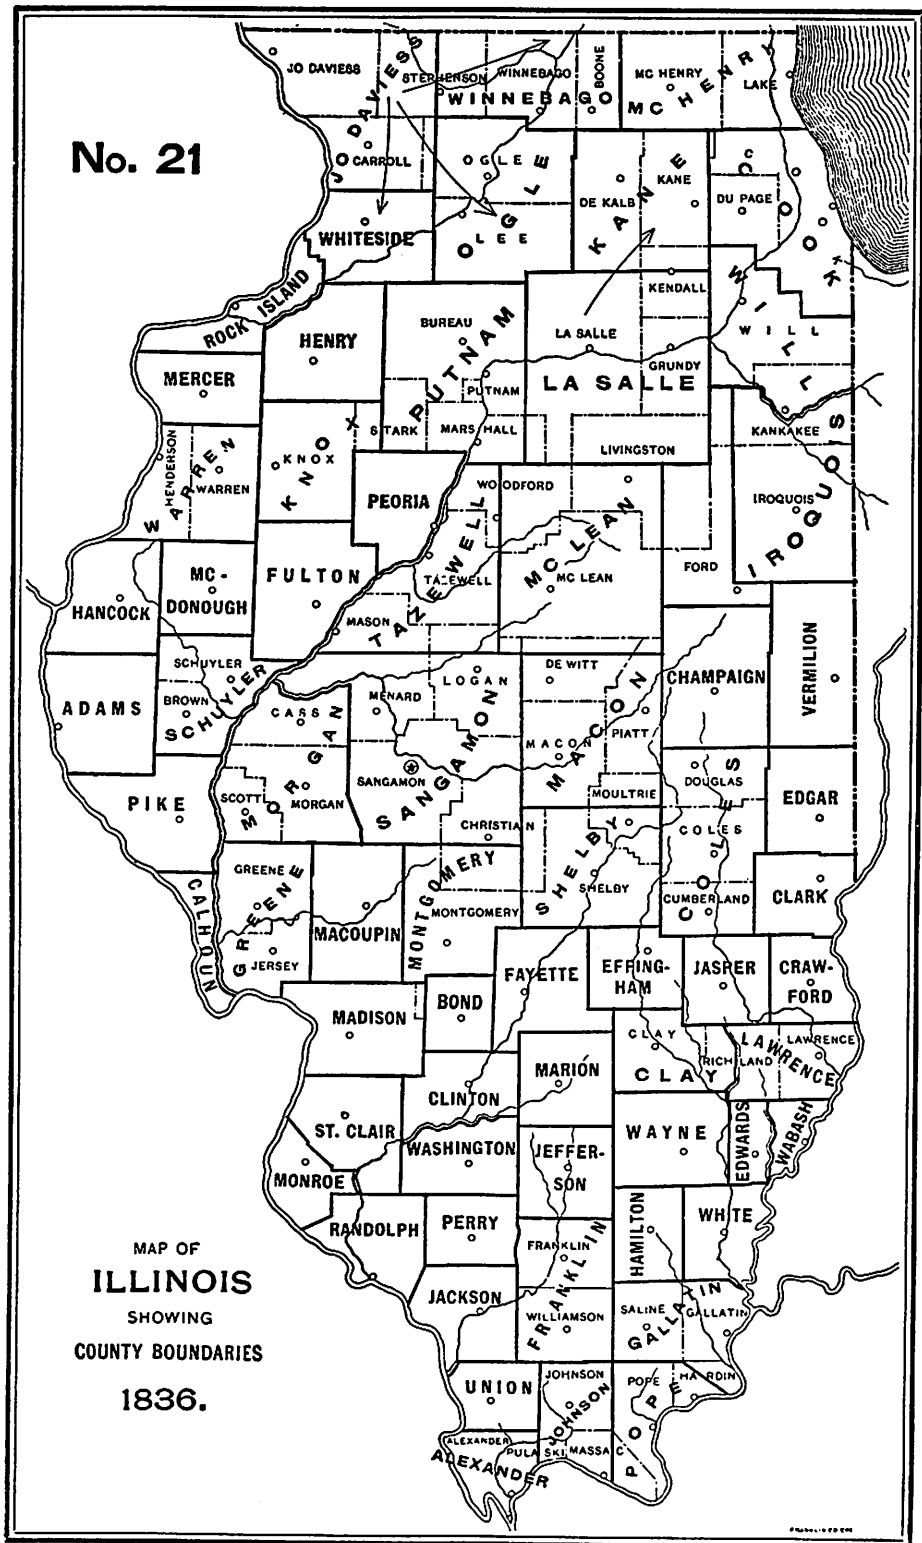 No. 21
JO DAVIESS
STEPHENSON
WINNEBAGO
BOONE
MC HENRY
LAKE
JO DAVIESS
WINNEBAGO
MC HENRY
CARROLL
OGLE
OGLE
DE KALB
KANE
KANE
DU PAGE
COOK
WHITESIDE
LEE
ROCK ISLAND
HENRY
BUREAU
PUTNAM
PUTNAM
LA SALLE
LA SALLE
KENDALL
GRUNDY
WILL
WILL
MERCER
KNOX
KNOX
STARK
MARSHALL
LIVINGSTON
KANKAKEE
HENDERSON
WARREN
WARREN
PEORIA
WOODFORD
IROQUOIS
IROQUOIS
HANCOCK
MC-
DONOUGH
FULTON
TAZEWELL
TAZEWELL
MC LEAN
MC LEAN
FORD
MASON
SCHUYLER
SCHUYLER
BROWN
ADAMS
CASS
MENARD
LOGAN
DE WITT
CHAMPAIGN
VERMILION
MACON
MACON
PIATT
PIKE
SCOTT
MORGAN
MORGAN
SANGAMON
SANGAMON
CHRISTIAN
MOULTRIE
DOUGLAS
EDGAR
COLES
COLES
SHELBY
SHELBY
CUMBERLAND
CLARK
CALHOUN
GREENE
GREENE
JERSEY
MACOUPIN
MONTGOMERY
MONTGOMERY
FAYETTE
EFFING-
HAM
JASPER
CRAW-
FORD
MADISON
BOND
CLAY
CLAY
RICHLAND
LAWRENCE
LAWRENCE
MARION
CLINTON
ST. CLAIR
WASHINGTON
JEFFER-
SON
WAYNE
EDWARDS
WABASH
MONROE
RANDOLPH
PERRY
HAMILTON
WHITE
FRANKLIN
FRANKLIN
JACKSON
WILLIAMSON
SALINE
GALLATIN
GALLATIN
UNION
JOHNSON
JOHNSON
POPE
POPE
HARDIN
ALEXANDER
ALEXANDER
PULASKI
MASSAC
MAP OF
ILLINOIS
SHOWING
COUNTY BOUNDARIES
1836.